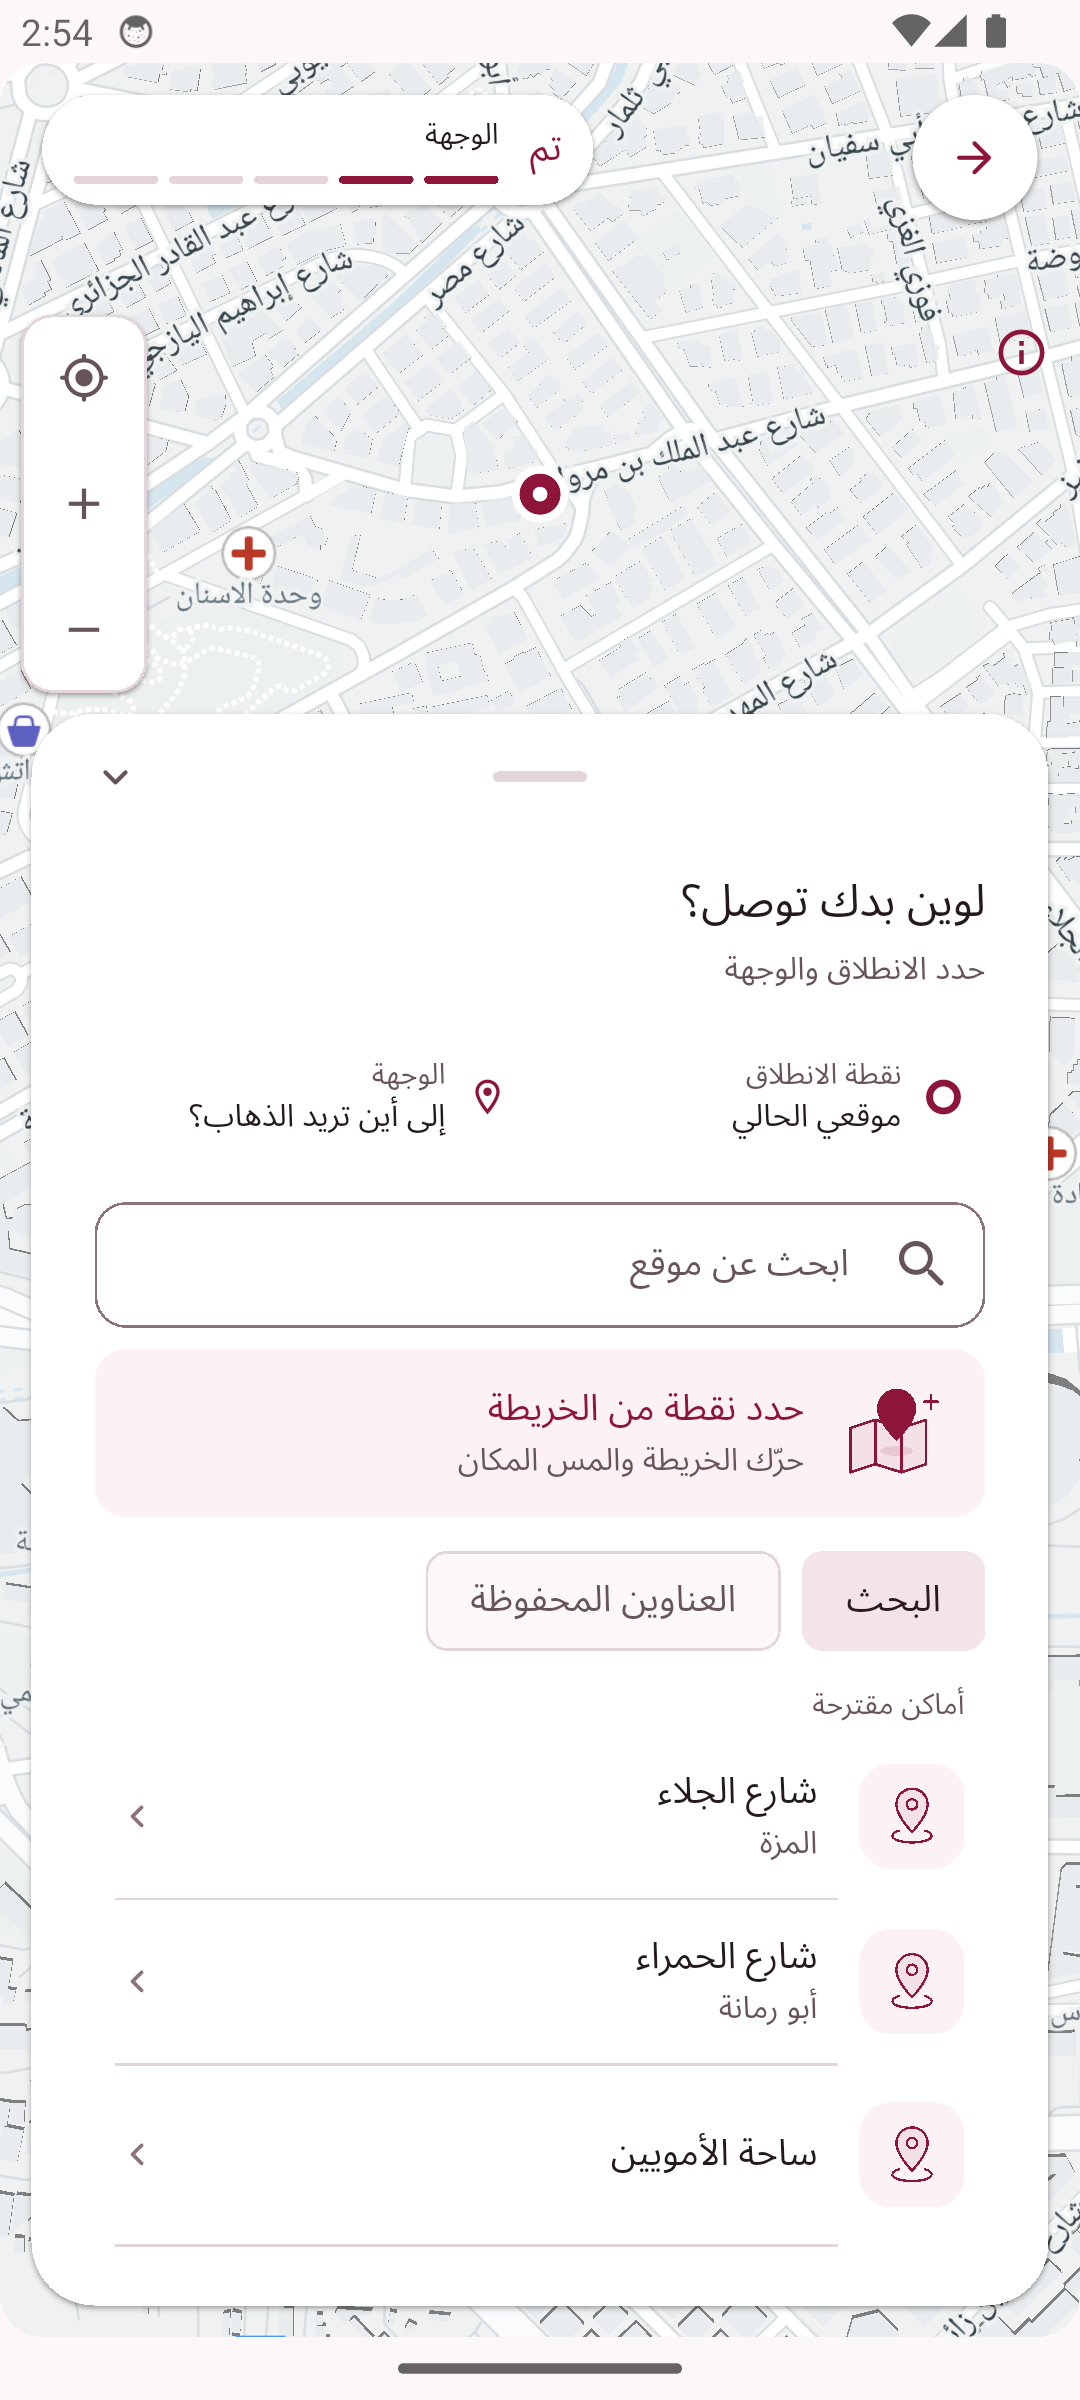 2:54
الوجهة
تم
شارع مصر
شارع إبراهيم اليازجي
عبد القادر الجزائري
فوزي الغزي
أبي سفيان
شارع
شارع عبد الملك بن مروا
وحدة الاسنان
شارع المهد
لوين بدك توصل؟
حدد الانطلاق والوجهة
نقطة الانطلاق
موقعي الحالي
الوجهة
إلى أين تريد الذهاب؟
ابحث عن موقع
حدد نقطة من الخريطة
حرّك الخريطة والمس المكان
البحث
العناوين المحفوظة
أماكن مقترحة
شارع الجلاء
المزة
شارع الحمراء
أبو رمانة
ساحة الأمويين